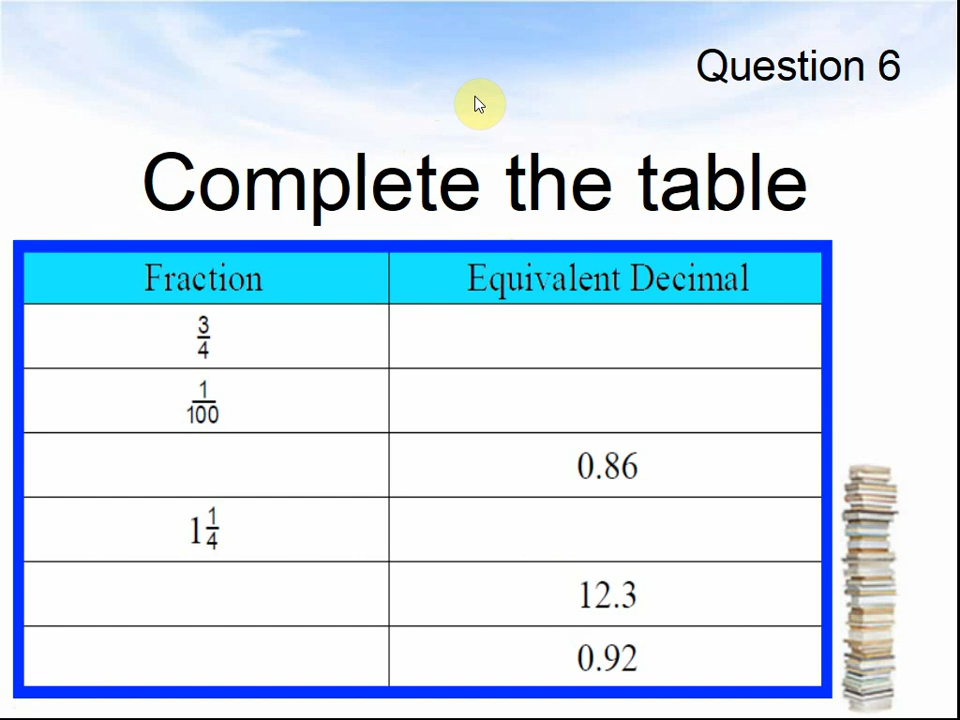 Question 6
Complete the table
Fraction Equivalent Decimal
3/4
1/100
0.86
1 1/4
12.3
0.92